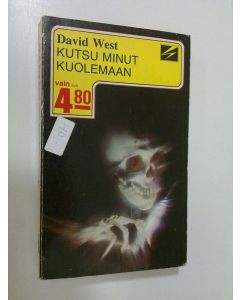 David West
KUTSU MINUT
KUOLEMAAN
vain
4 80